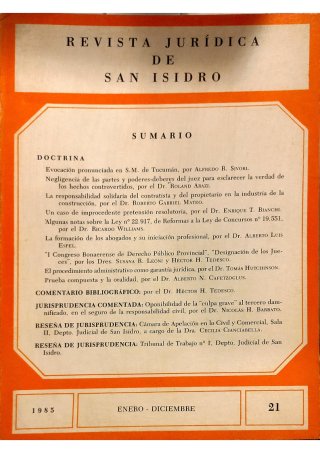 REVISTA JURÍDICA
DE
SAN ISIDRO
SUMARIO
DOCTRINA
Evocación pronunciada en S.M. de Tucumán, por ALFREDO B. SIVORI.
Negligencia de las partes y poderes-deberes del juez para esclarecer la verdad de
los hechos controvertidos, por el Dr. ROLAND ARAZI.
La responsabilidad solidaria del contratista y del propietario en la industria de la
construcción, por el Dr. ROBERTO GABRIEL MATEO.
Un caso de improcedente pretensión resolutoria, por el Dr. ENRIQUE T. BIANCHI.
Algunas notas sobre la Ley nº 22.917, de Reformas a la Ley de Concursos nº 19.551,
por el Dr. RICARDO WILLIAMS.
La formación de los abogados y su iniciación profesional, por el Dr. ALBERTO LUIS
ESPEL.
"I Congreso Bonaerense de Derecho Público Provincial". "Designación de los Jue-
ces", por los Dres. SUSANA R. LEONI y HÉCTOR H. TEDESCO.
El procedimiento administrativo como garantía jurídica, por el Dr. TOMÁS HUTCHINSON.
Prueba compuesta y la oralidad, por el Dr. ALBERTO N. CAFETZOGLUS.
COMENTARIO BIBLIOGRÁFICO: por el Dr. HÉCTOR H. TEDESCO.
JURISPRUDENCIA COMENTADA: Oponibilidad de la "culpa grave" al tercero dam-
nificado, en el seguro de la responsabilidad civil, por el Dr. NICOLÁS H. BARBATO.
RESEÑA DE JURISPRUDENCIA: Cámara de Apelación en la Civil y Comercial, Sala
II, Depto. Judicial de San Isidro, a cargo de la Dra. CECILIA CIANCIABELLA.
RESEÑA DE JURISPRUDENCIA: Tribunal de Trabajo nº 1, Depto. Judicial de San
Isidro.
1985
ENERO - DICIEMBRE
21